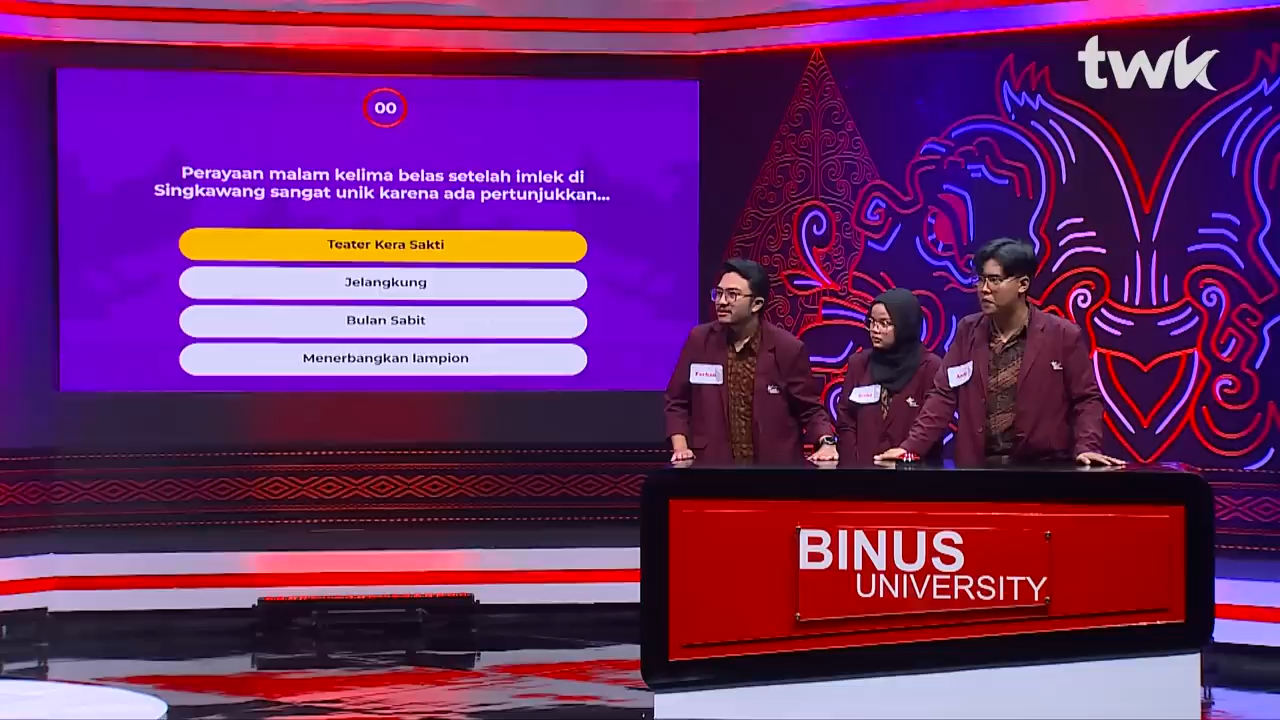 twk
00
Perayaan malam kelima belas setelah imlek di
Singkawang sangat unik karena ada pertunjukkan...
Teater Kera Sakti
Jelangkung
Bulan Sabit
Menerbangkan lampion
Farhan
BINUS
UNIVERSITY